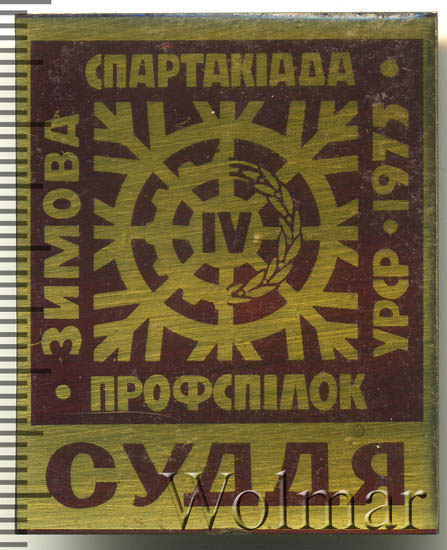 ЗИМОВА
СПАРТАКІАДА
IV
ПРОФСПІЛОК
УРСР · 1973
СУДДЯ
Wolmar